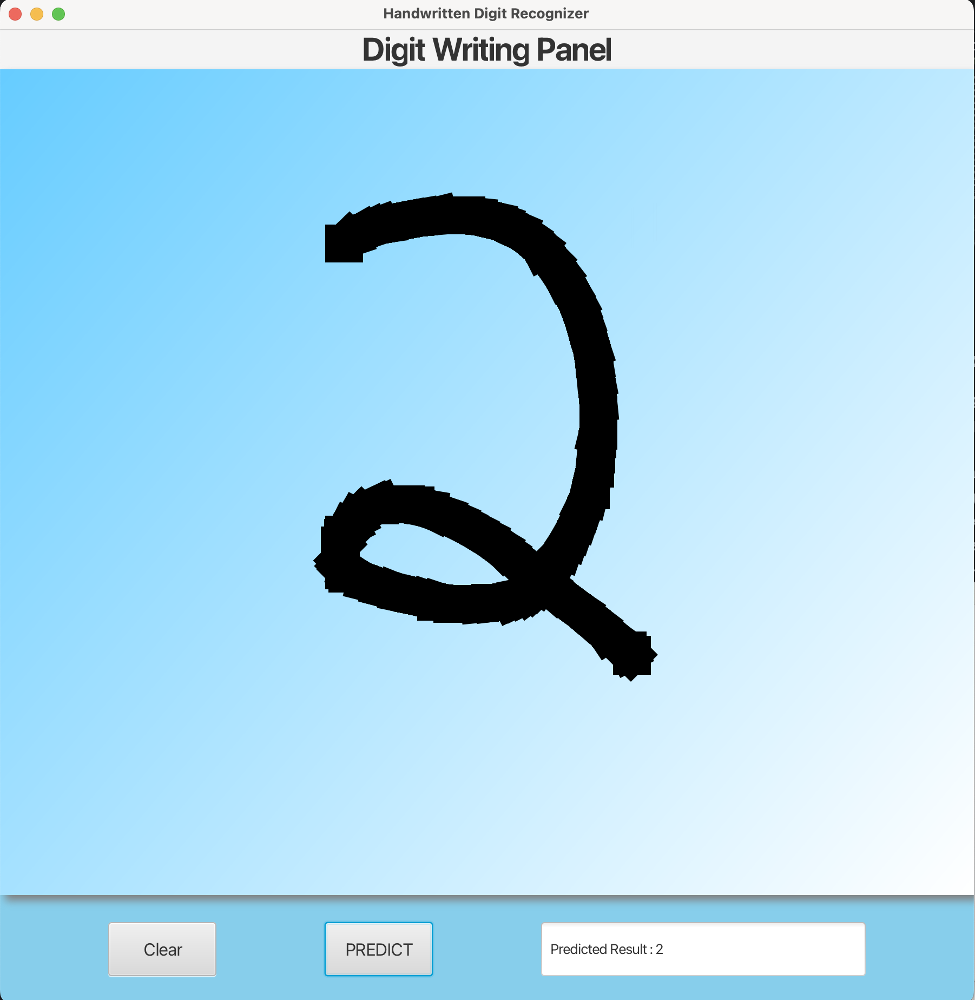 Handwritten Digit Recognizer
Digit Writing Panel
2
Clear
PREDICT
Predicted Result : 2